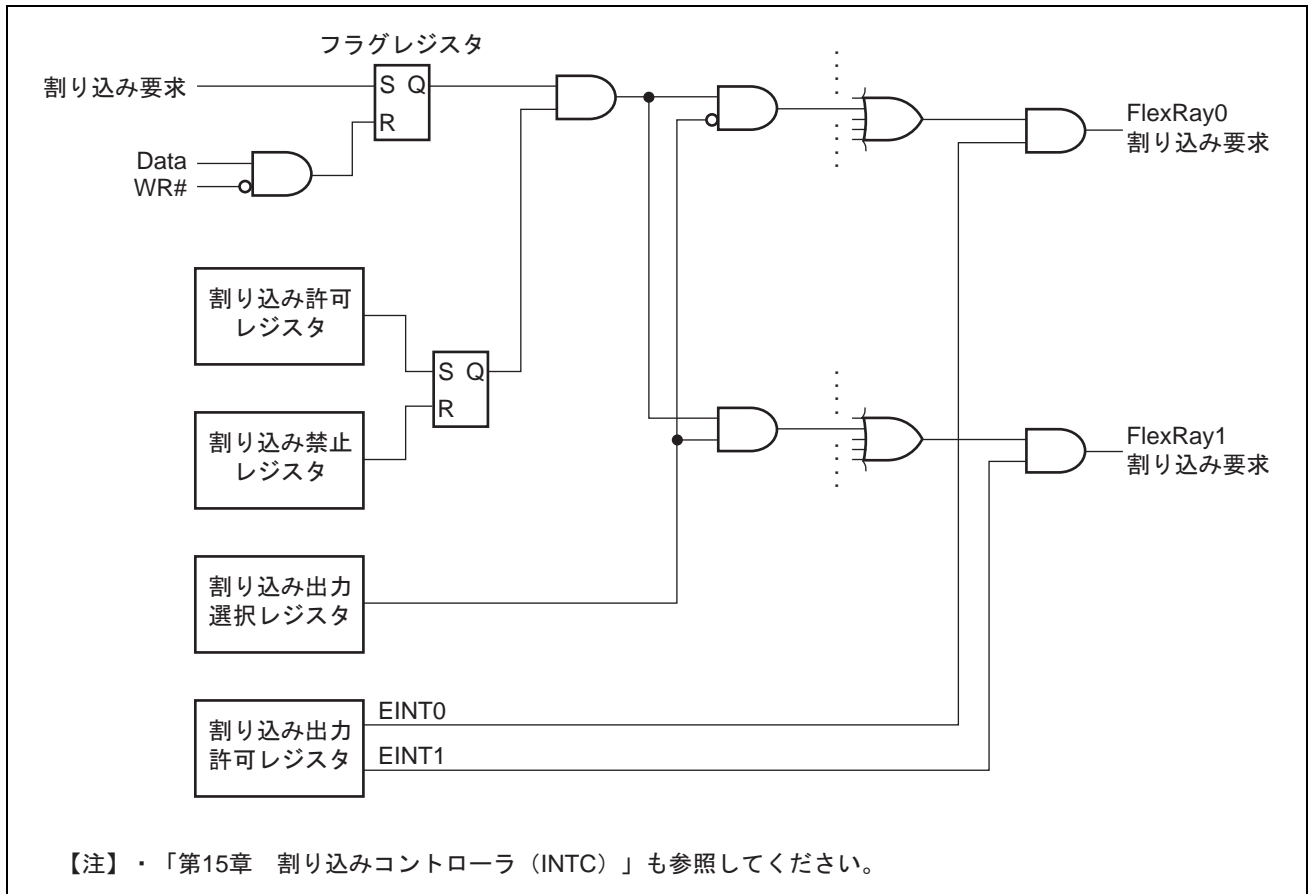 フラグレジスタ
割り込み要求
S Q
R
Data
WR#
FlexRay0
割り込み要求
割り込み許可
レジスタ
S Q
R
割り込み禁止
レジスタ
FlexRay1
割り込み要求
割り込み出力
選択レジスタ
割り込み出力
許可レジスタ
EINT0
EINT1
【注】・「第15章　割り込みコントローラ（INTC）」も参照してください。